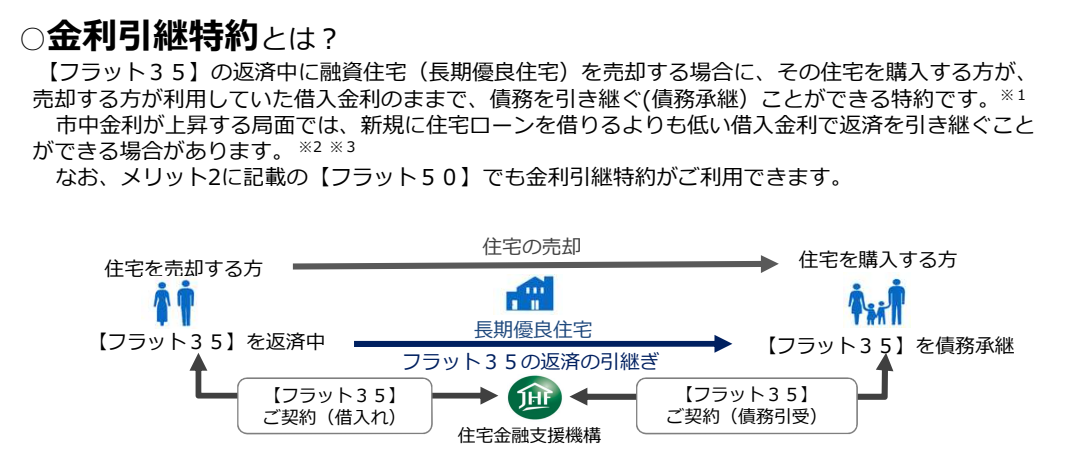 ○金利引継特約とは？
【フラット３５】の返済中に融資住宅（長期優良住宅）を売却する場合に、その住宅を購入する方が、
売却する方が利用していた借入金利のままで、債務を引き継ぐ(債務承継）ことができる特約です。※1
市中金利が上昇する局面では、新規に住宅ローンを借りるよりも低い借入金利で返済を引き継ぐこと
ができる場合があります。※2 ※3
なお、メリット2に記載の【フラット５０】でも金利引継特約がご利用できます。
住宅の売却
住宅を売却する方
住宅を購入する方
長期優良住宅
【フラット３５】を返済中
【フラット３５】を債務承継
フラット３５の返済の引継ぎ
【フラット３５】
ご契約（借入れ）
JHF
【フラット３５】
ご契約（債務引受）
住宅金融支援機構